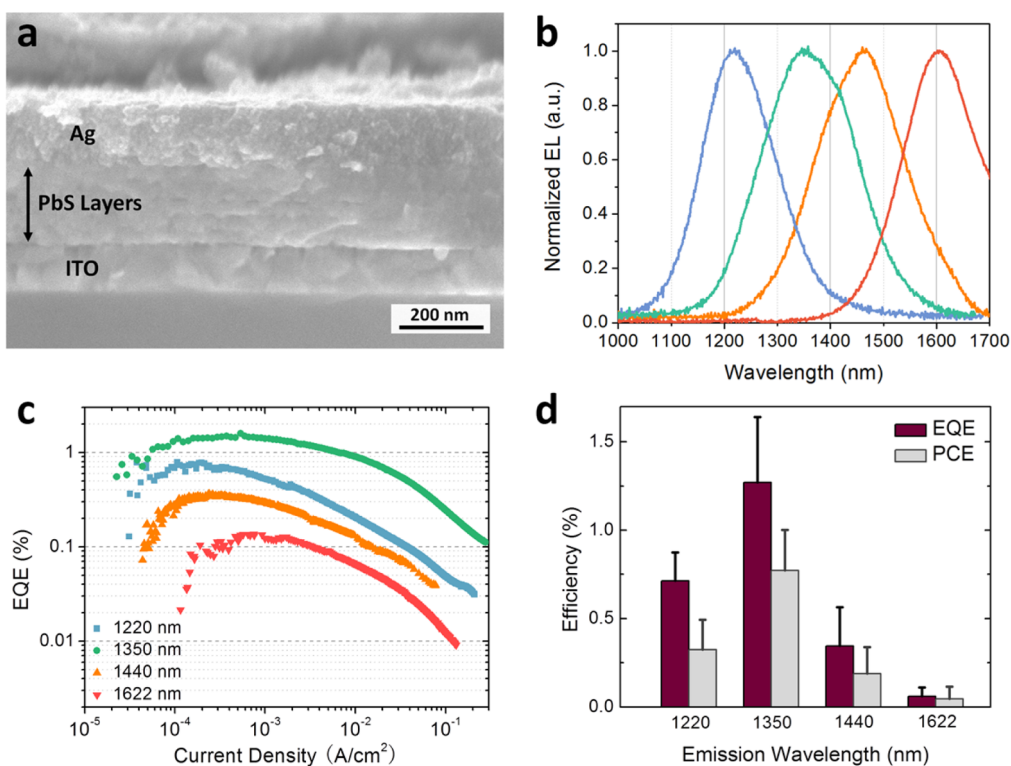 a
Ag
PbS Layers
ITO
200 nm
b
Normalized EL (a.u.)
1.0
0.8
0.6
0.4
0.2
0.0
1000 1100 1200 1300 1400 1500 1600 1700
Wavelength (nm)
c
EQE (%)
1
0.1
0.01
1220 nm
1350 nm
1440 nm
1622 nm
10-5 10-4 10-3 10-2 10-1
Current Density (A/cm2)
d
EQE
PCE
Efficiency (%)
1.5
1.0
0.5
0.0
1220 1350 1440 1622
Emission Wavelength (nm)